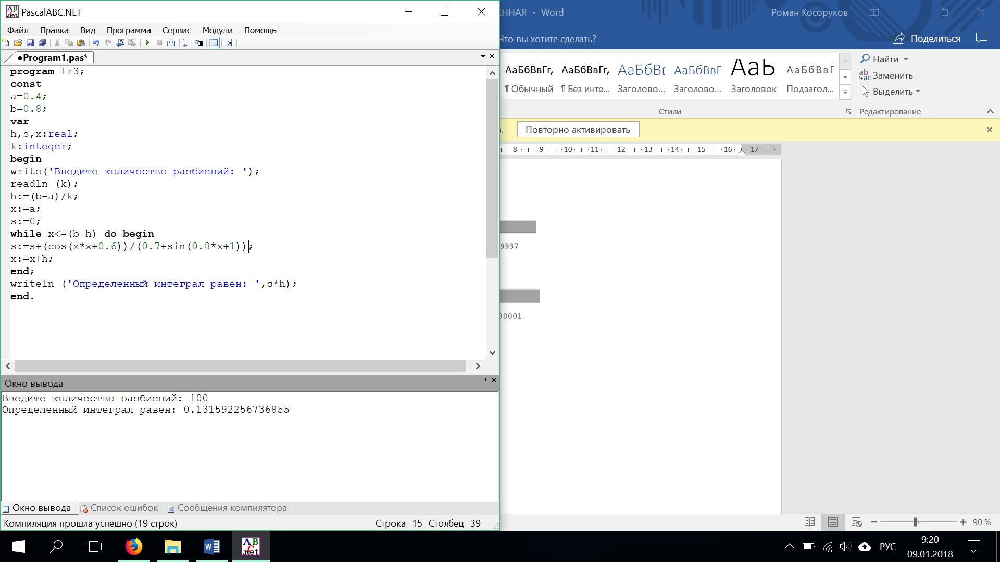 PascalABC.NET
Файл Правка Вид Программа Сервис Модули Помощь
●Program1.pas*
program lr3;
const
a=0.4;
b=0.8;
var
h,s,x:real;
k:integer;
begin
write('Введите количество разбиений: ');
readln (k);
h:=(b-a)/k;
x:=a;
s:=0;
while x<=(b-h) do begin
s:=s+(cos(x*x+0.6))/(0.7+sin(0.8*x+1));
x:=x+h;
end;
writeln ('Определенный интеграл равен: ',s*h);
end.
Окно вывода
Введите количество разбиений: 100
Определенный интеграл равен: 0.131592256736855
Окно вывода Список ошибок Сообщения компилятора
Компиляция прошла успешно (19 строк) Строка 15 Столбец 39
ЕННАЯ - Word Роман Косоруков
Что вы хотите сделать? Поделиться
АаБбВвГг, АаБбВвГг, АаБбВв АаБбВвГ АаЬ АаБбВвГ
¶ Обычный ¶ Без инте... Заголово... Заголово... Заголовок Подзагол...
Стили
Найти
Заменить
Выделить
Редактирование
Повторно активировать
8 9 10 11 12 13 14 15 16 17
9937
38001
90 %
РУС
9:20
09.01.2018